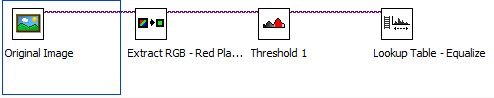 Original Image
Extract RGB - Red Pla...
Threshold 1
Lookup Table - Equalize